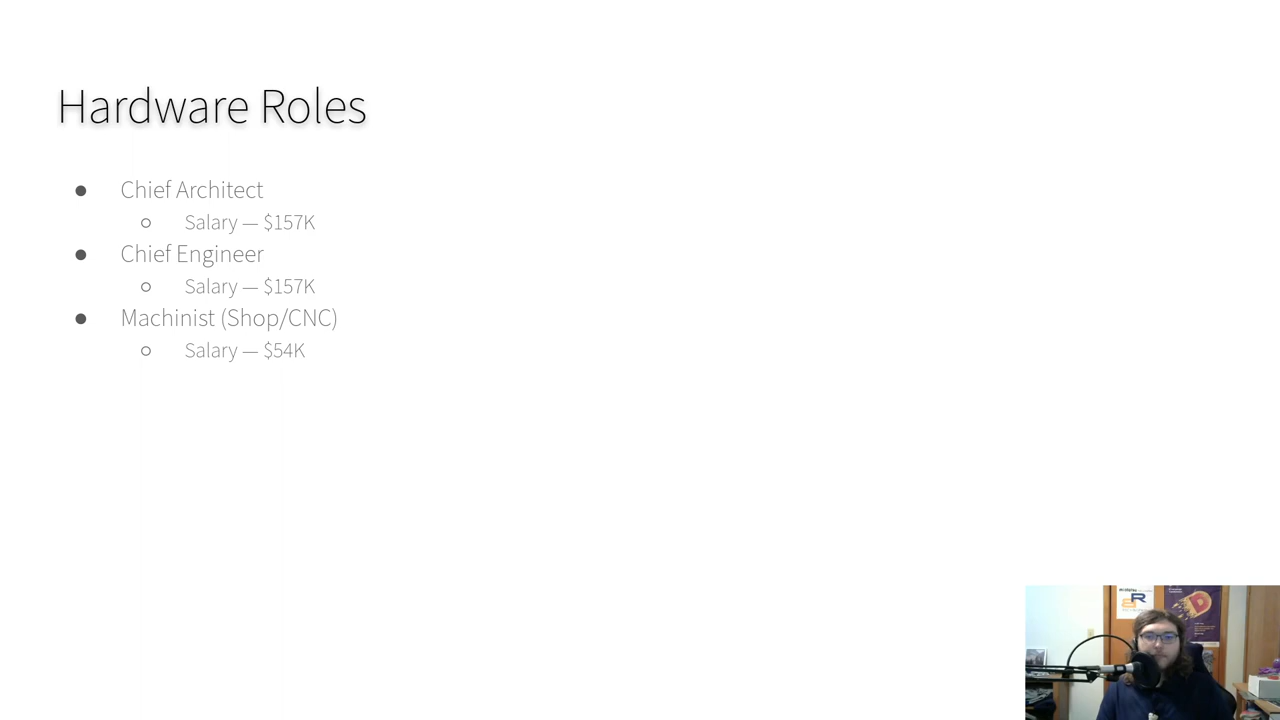 Hardware Roles
● Chief Architect
○ Salary — $157K
● Chief Engineer
○ Salary — $157K
● Machinist (Shop/CNC)
○ Salary — $54K